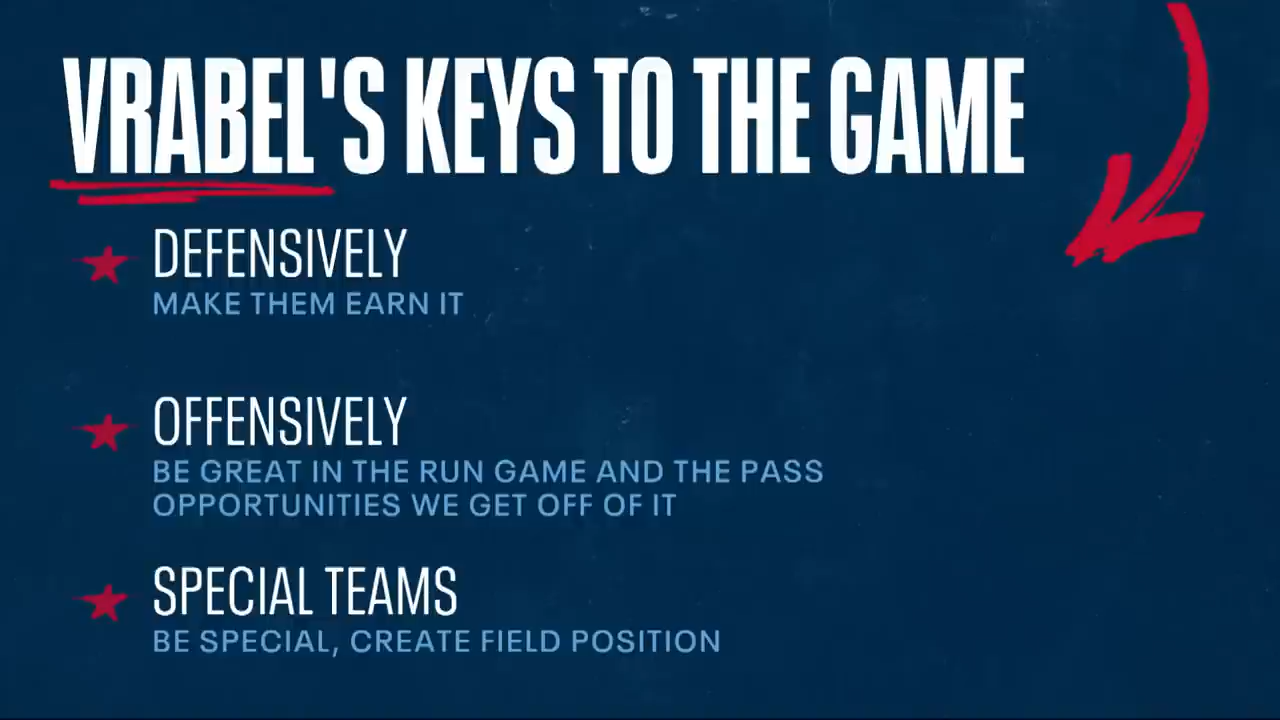 VRABEL'S KEYS TO THE GAME
DEFENSIVELY
MAKE THEM EARN IT
OFFENSIVELY
BE GREAT IN THE RUN GAME AND THE PASS
OPPORTUNITIES WE GET OFF OF IT
SPECIAL TEAMS
BE SPECIAL, CREATE FIELD POSITION